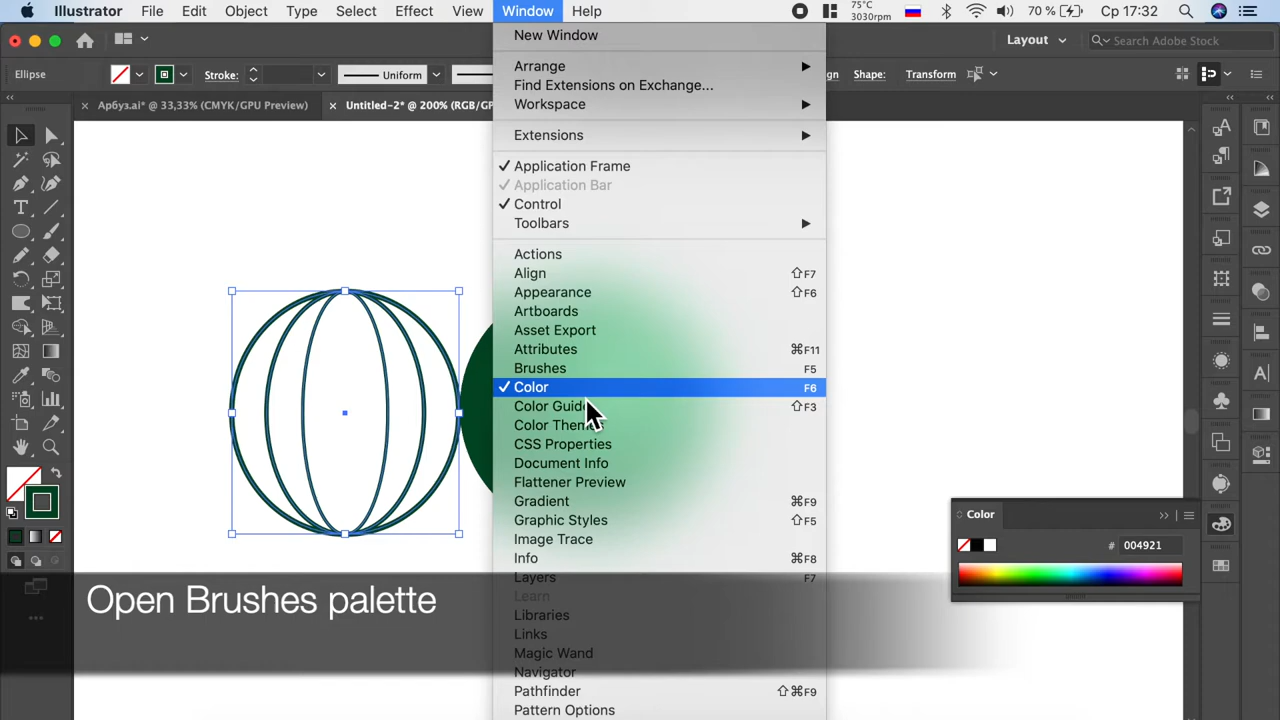 Illustrator File Edit Object Type Select Effect View Window Help 75°C 3030rpm 70 % Ср 17:32
Layout Search Adobe Stock
Ellipse Stroke: Uniform Shape: Transform
Арбуз.ai* @ 33,33% (CMYK/GPU Preview) Untitled-2* @ 200% (RGB/GP
New Window
Arrange
Find Extensions on Exchange...
Workspace
Extensions
Application Frame
Application Bar
Control
Toolbars
Actions
Align ⇧F7
Appearance ⇧F6
Artboards
Asset Export
Attributes ⌘F11
Brushes F5
Color F6
Color Guide ⇧F3
Color Themes
CSS Properties
Document Info
Flattener Preview
Gradient ⌘F9
Graphic Styles ⇧F5
Image Trace
Info ⌘F8
Layers F7
Learn
Libraries
Links
Magic Wand
Navigator
Pathfinder ⇧⌘F9
Pattern Options
Color
# 004921
Open Brushes palette